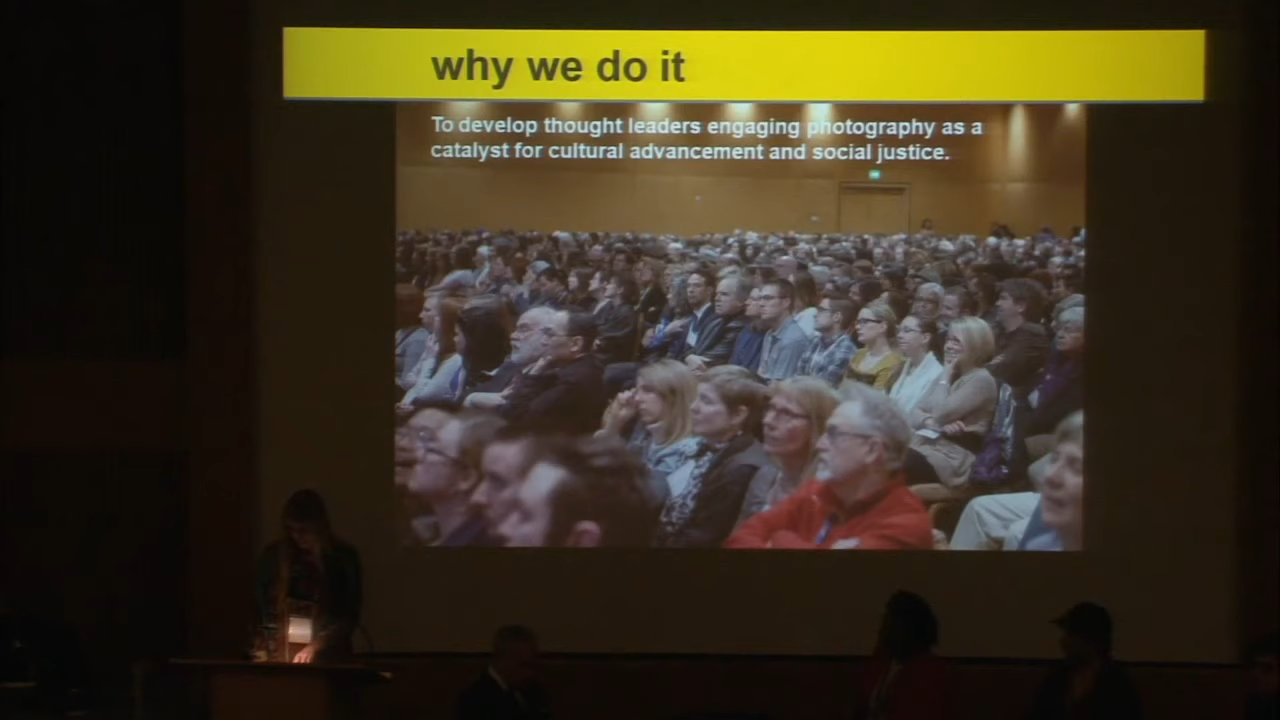 why we do it
To develop thought leaders engaging photography as a
catalyst for cultural advancement and social justice.